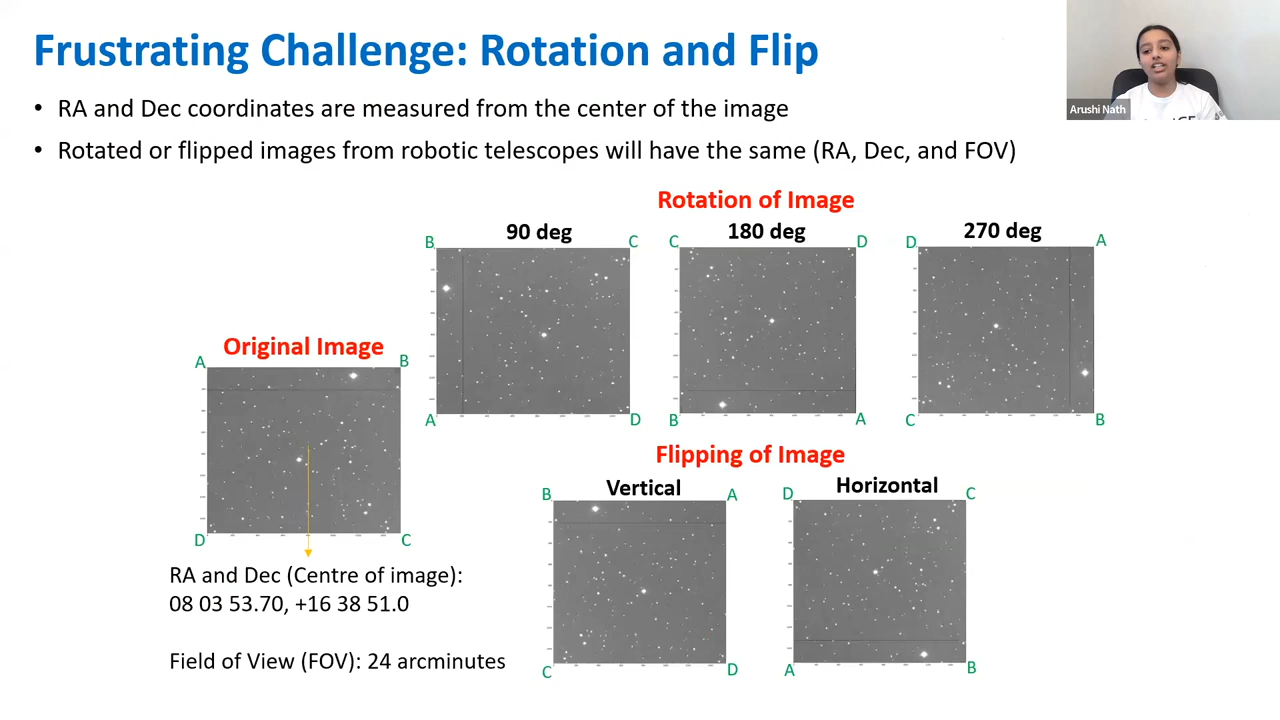 Frustrating Challenge: Rotation and Flip
Arushi Nath
• RA and Dec coordinates are measured from the center of the image
• Rotated or flipped images from robotic telescopes will have the same (RA, Dec, and FOV)
Rotation of Image
90 deg
180 deg
270 deg
B C C D D A
A D B A C B
Original Image
A B
D C
Flipping of Image
Vertical
Horizontal
B A D C
C D A B
RA and Dec (Centre of image):
08 03 53.70, +16 38 51.0
Field of View (FOV): 24 arcminutes